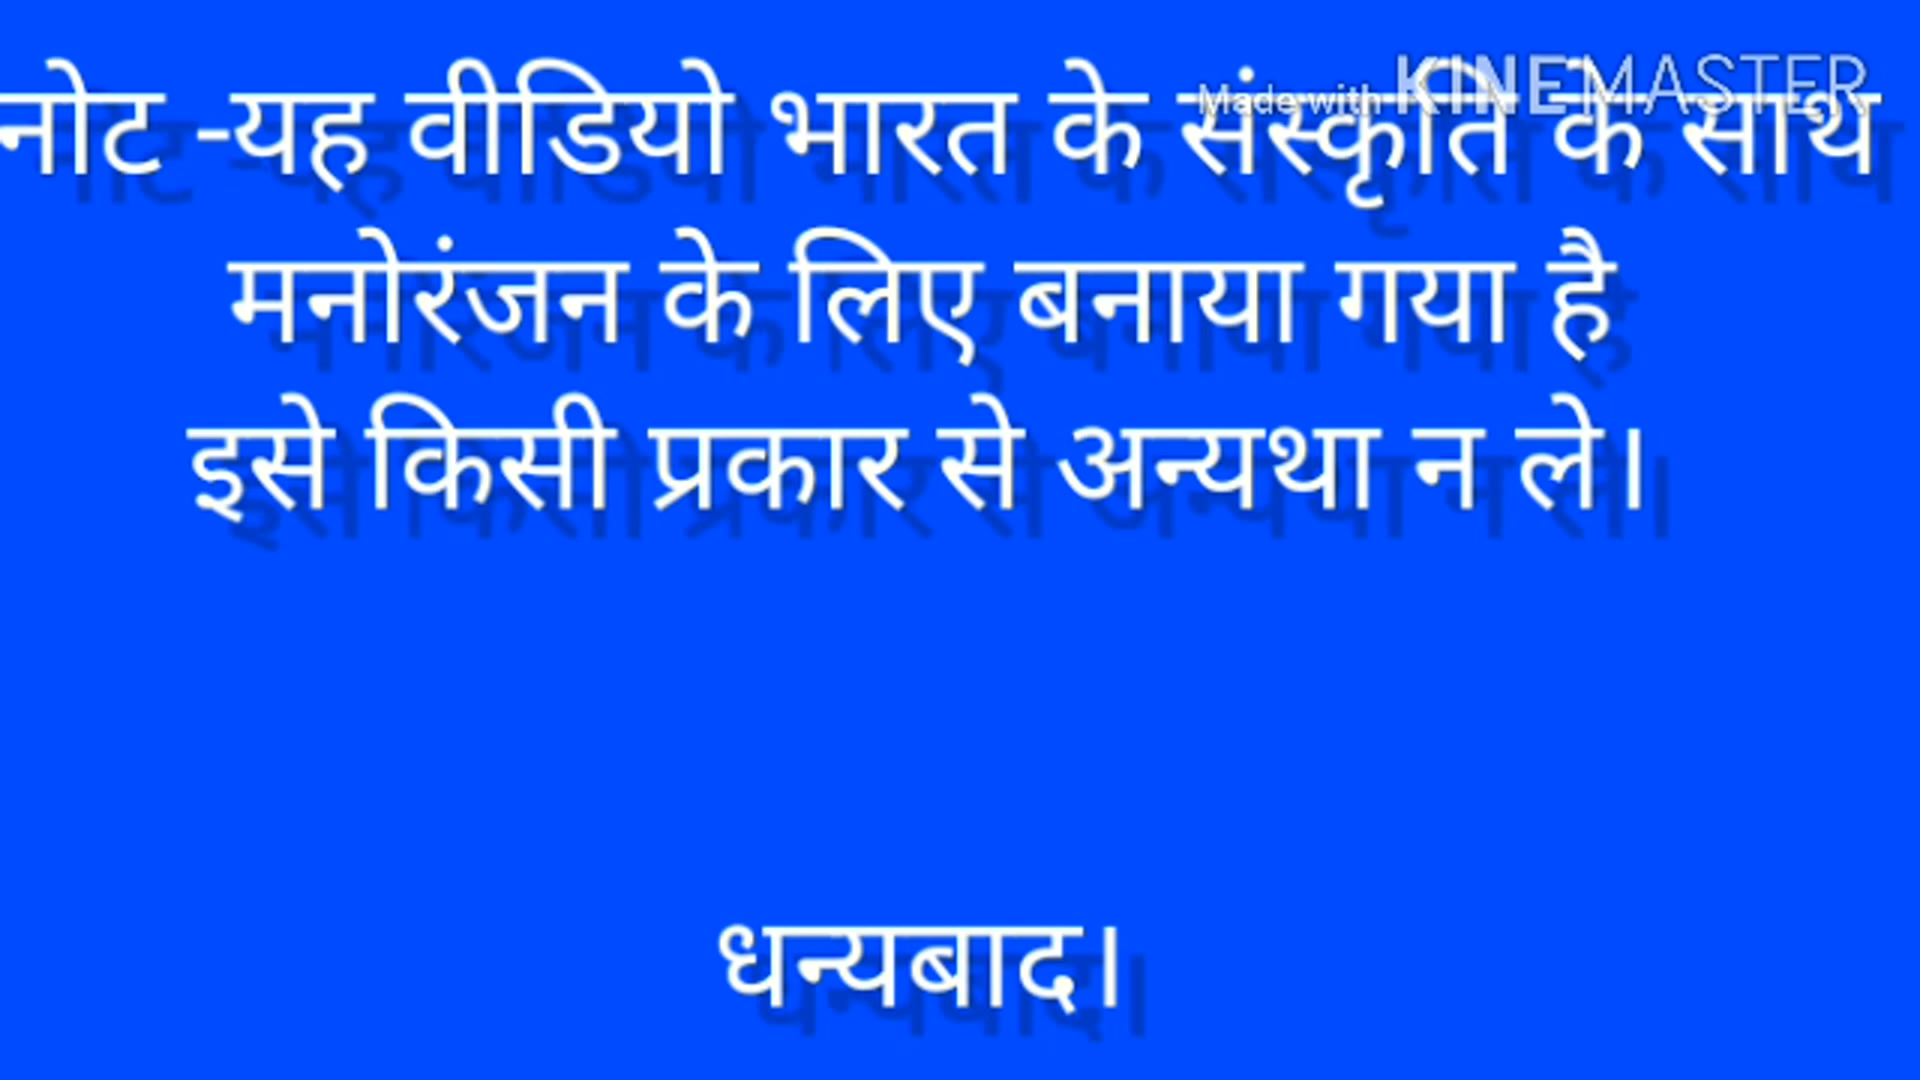 नोट -यह वीडियो भारत के संस्कृति के साथ
Made with KINEMASTER
मनोरंजन के लिए बनाया गया है
इसे किसी प्रकार से अन्यथा न ले।
धन्यबाद।